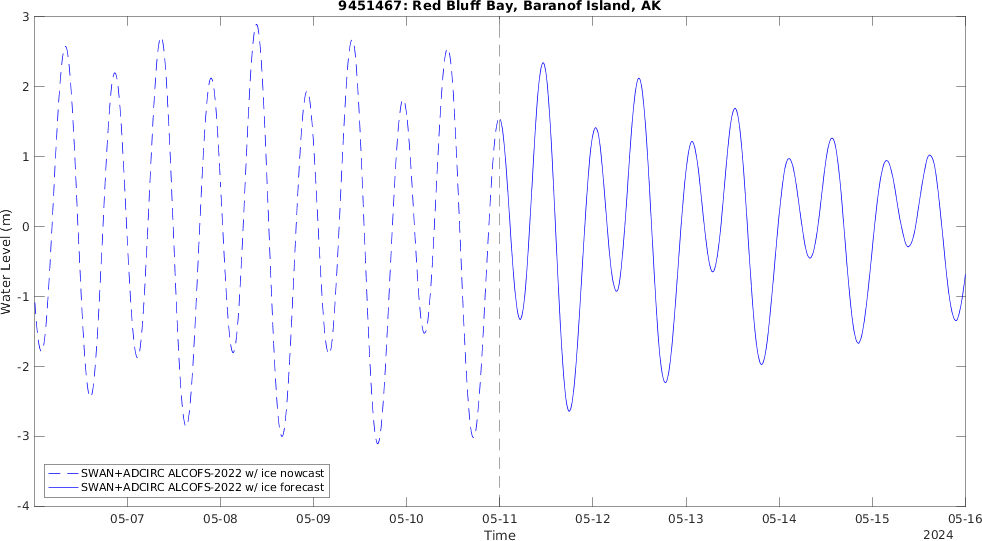 9451467: Red Bluff Bay, Baranof Island, AK
Water Level (m)
3
2
1
0
-1
-2
-3
-4
SWAN+ADCIRC ALCOFS-2022 w/ ice nowcast
SWAN+ADCIRC ALCOFS-2022 w/ ice forecast
05-07 05-08 05-09 05-10 05-11 05-12 05-13 05-14 05-15 05-16
Time
2024